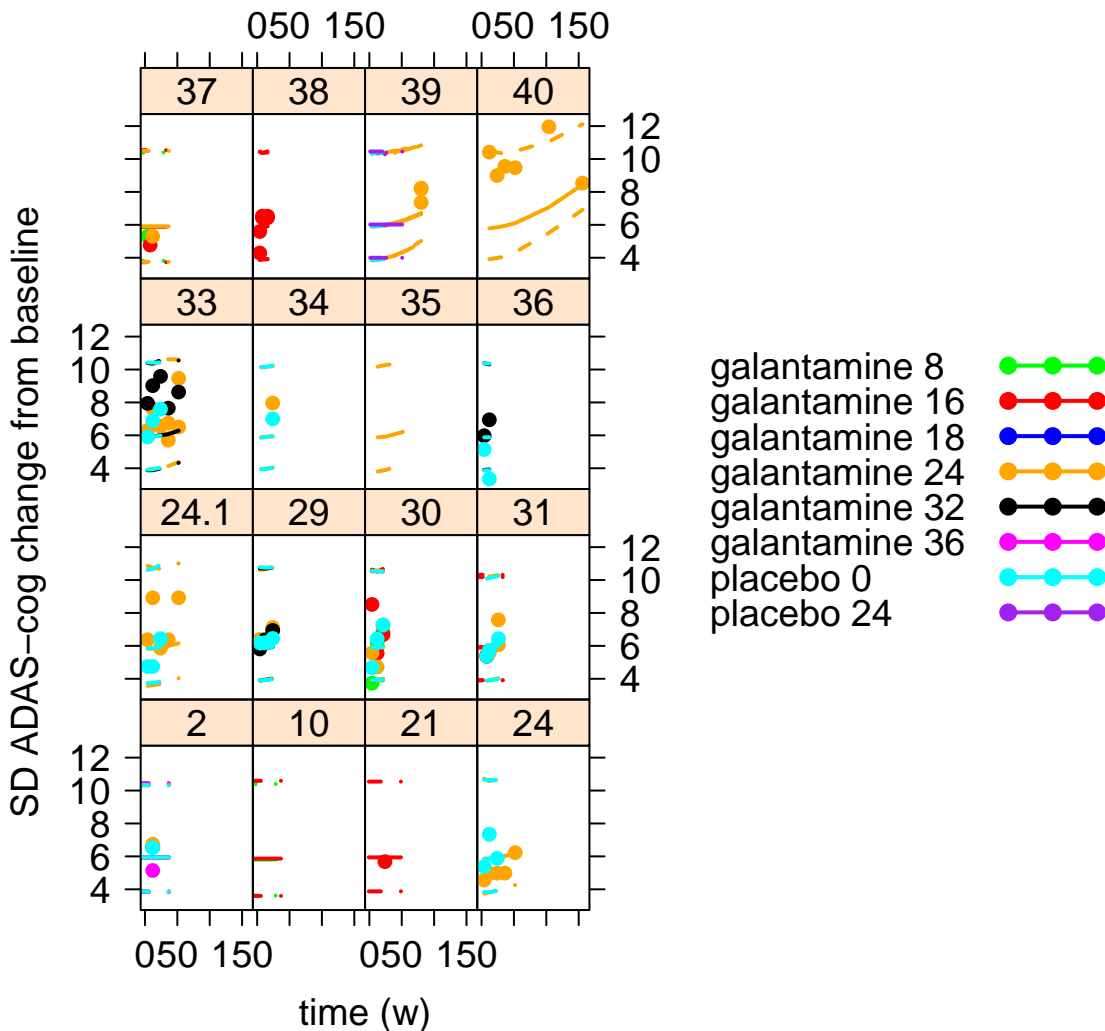 050 150 050 150
37 38 39 40
12
10
8
6
4
33 34 35 36
12
10
8
6
4
24.1 29 30 31
12
10
8
6
4
2 10 21 24
12
10
8
6
4
050 150 050 150
time (w)
SD ADAS−cog change from baseline
galantamine 8
galantamine 16
galantamine 18
galantamine 24
galantamine 32
galantamine 36
placebo 0
placebo 24